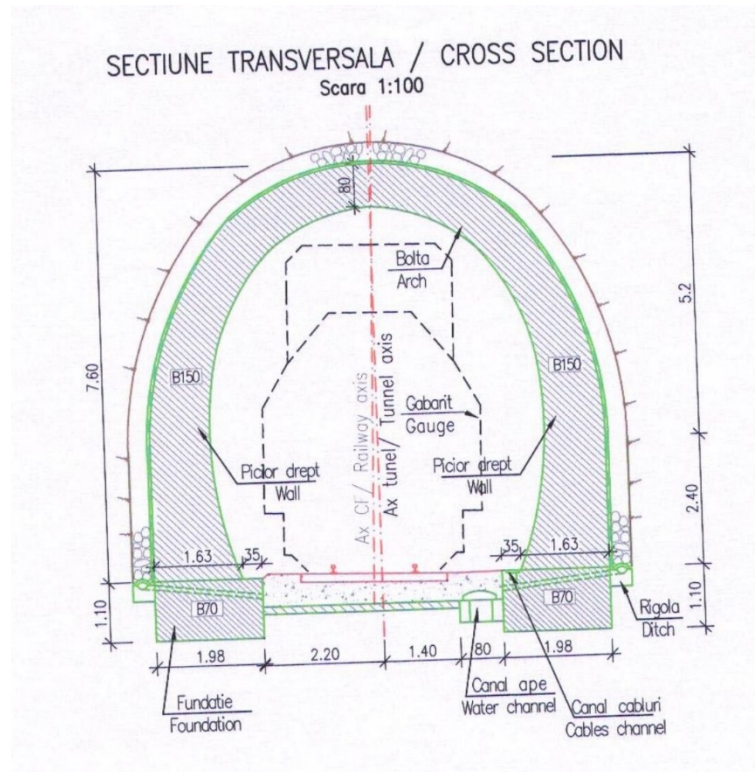 SECTIUNE TRANSVERSALA / CROSS SECTION
Scara 1:100
80
Bolta
Arch
5.2
7.60
B150
B150
Ax CF/ Railway axis
Ax tunel/ Tunnel axis
Gabarit
Gauge
Picior drept
Wall
Picior drept
Wall
2.40
1.63
35
35
1.63
1.10
B70
B70
1.10
Rigola
Ditch
1.98
2.20
1.40
80
1.98
Fundatie
Foundation
Canal ape
Water channel
Canal cabluri
Cables channel